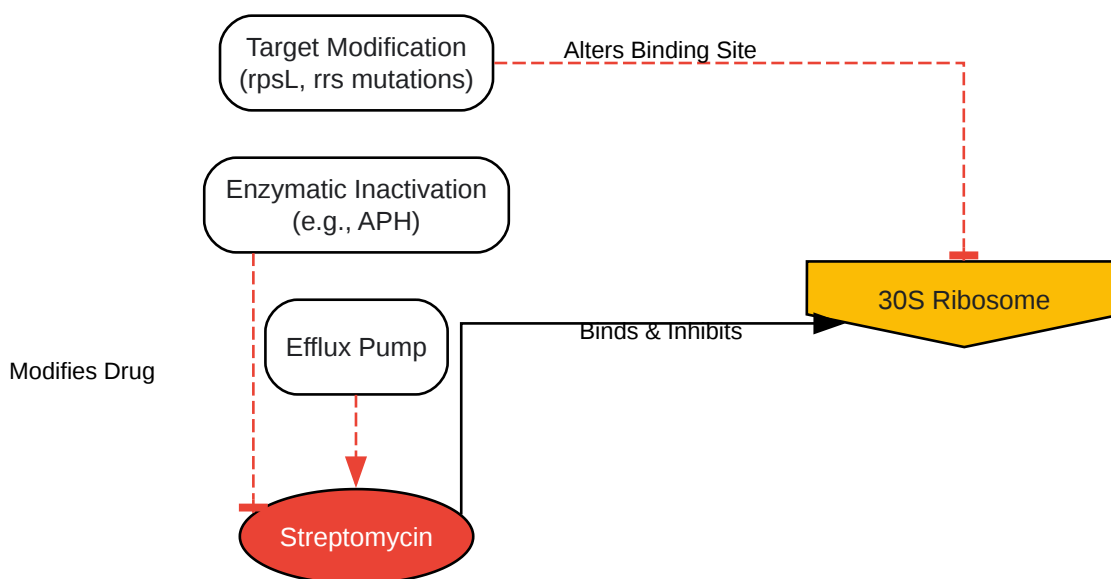 Target Modification
(rpsL, rrs mutations)
Alters Binding Site
Enzymatic Inactivation
(e.g., APH)
30S Ribosome
Efflux Pump
Binds & Inhibits
Modifies Drug
Streptomycin